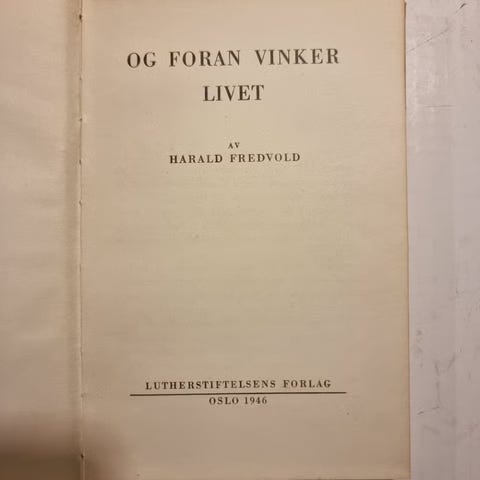 OG FORAN VINKER
LIVET
AV
HARALD FREDVOLD
LUTHERSTIFTELSENS FORLAG
OSLO 1946